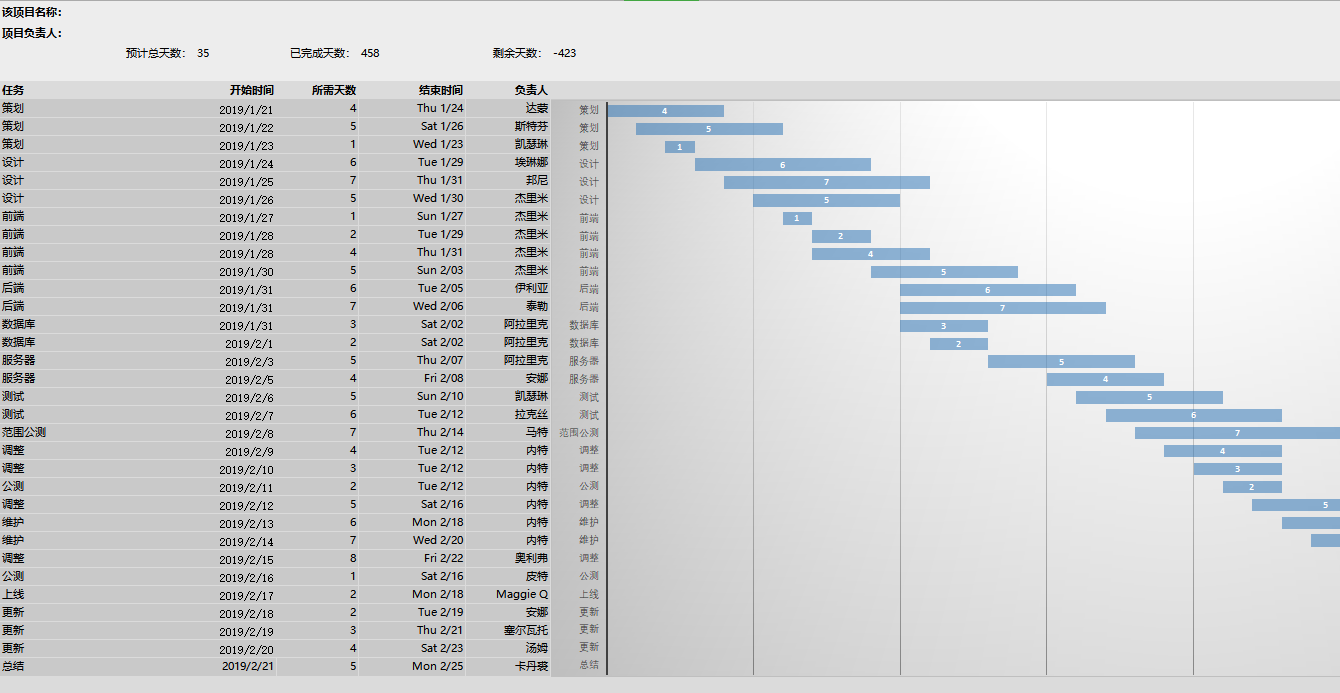 该项目名称：
项目负责人：
预计总天数： 35 已完成天数： 458 剩余天数： -423
任务 开始时间 所需天数 结束时间 负责人
策划 2019/1/21 4 Thu 1/24 达蒙 策划 4
策划 2019/1/22 5 Sat 1/26 斯特芬 策划 5
策划 2019/1/23 1 Wed 1/23 凯瑟琳 策划 1
设计 2019/1/24 6 Tue 1/29 埃琳娜 设计 6
设计 2019/1/25 7 Thu 1/31 邦尼 设计 7
设计 2019/1/26 5 Wed 1/30 杰里米 设计 5
前端 2019/1/27 1 Sun 1/27 杰里米 前端 1
前端 2019/1/28 2 Tue 1/29 杰里米 前端 2
前端 2019/1/28 4 Thu 1/31 杰里米 前端 4
前端 2019/1/30 5 Sun 2/03 杰里米 前端 5
后端 2019/1/31 6 Tue 2/05 伊利亚 后端 6
后端 2019/1/31 7 Wed 2/06 泰勒 后端 7
数据库 2019/1/31 3 Sat 2/02 阿拉里克 数据库 3
数据库 2019/2/1 2 Sat 2/02 阿拉里克 数据库 2
服务器 2019/2/3 5 Thu 2/07 阿拉里克 服务器 5
服务器 2019/2/5 4 Fri 2/08 安娜 服务器 4
测试 2019/2/6 5 Sun 2/10 凯瑟琳 测试 5
测试 2019/2/7 6 Tue 2/12 拉克丝 测试 6
范围公测 2019/2/8 7 Thu 2/14 马特 范围公测 7
调整 2019/2/9 4 Tue 2/12 内特 调整 4
调整 2019/2/10 3 Tue 2/12 内特 调整 3
公测 2019/2/11 2 Tue 2/12 内特 公测 2
调整 2019/2/12 5 Sat 2/16 内特 调整 5
维护 2019/2/13 6 Mon 2/18 内特 维护
维护 2019/2/14 7 Wed 2/20 内特 维护
调整 2019/2/15 8 Fri 2/22 奥利弗 调整
公测 2019/2/16 1 Sat 2/16 皮特 公测
上线 2019/2/17 2 Mon 2/18 Maggie Q 上线
更新 2019/2/18 2 Tue 2/19 安娜 更新
更新 2019/2/19 3 Thu 2/21 塞尔瓦托 更新
更新 2019/2/20 4 Sat 2/23 汤姆 更新
总结 2019/2/21 5 Mon 2/25 卡丹裘 总结